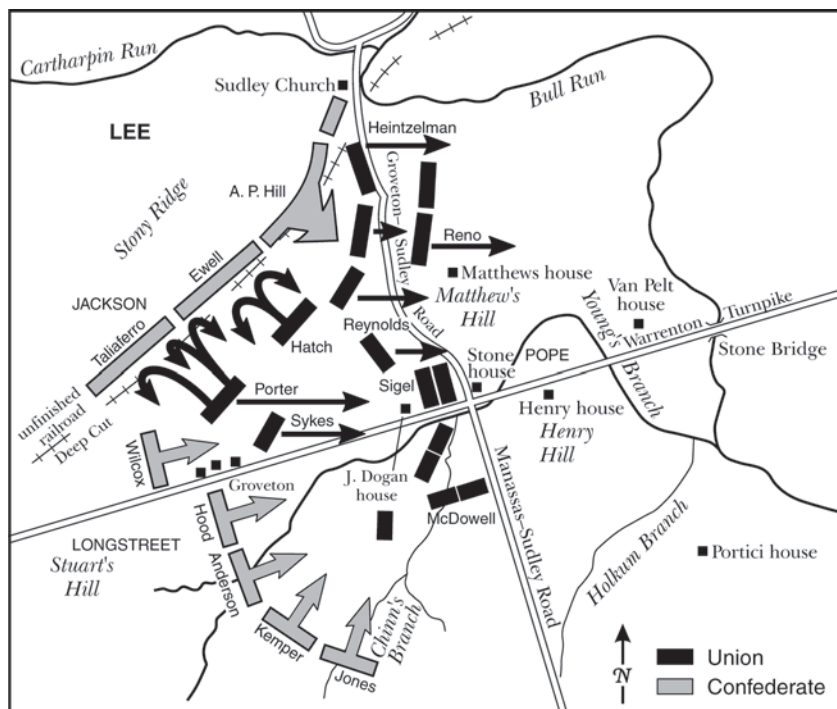 Cartharpin Run
Sudley Church
Bull Run
LEE
Heintzelman
Groveton–
Sudley
Road
A. P. Hill
Stony Ridge
Ewell
Reno
Matthews house
Matthew's
Hill
Van Pelt
house
JACKSON
Taliaferro
Hatch
Reynolds
Young's
Branch
Warrenton
Turnpike
Stone
house
POPE
Stone Bridge
Sigel
Porter
unfinished
railroad
Deep Cut
Sykes
Henry house
Henry
Hill
Wilcox
Groveton
J. Dogan
house
McDowell
Manassas–Sudley Road
LONGSTREET
Stuart's
Hill
Hood
Anderson
Kemper
Jones
Chinn's
Branch
Holkum Branch
Portici house
N
Union
Confederate